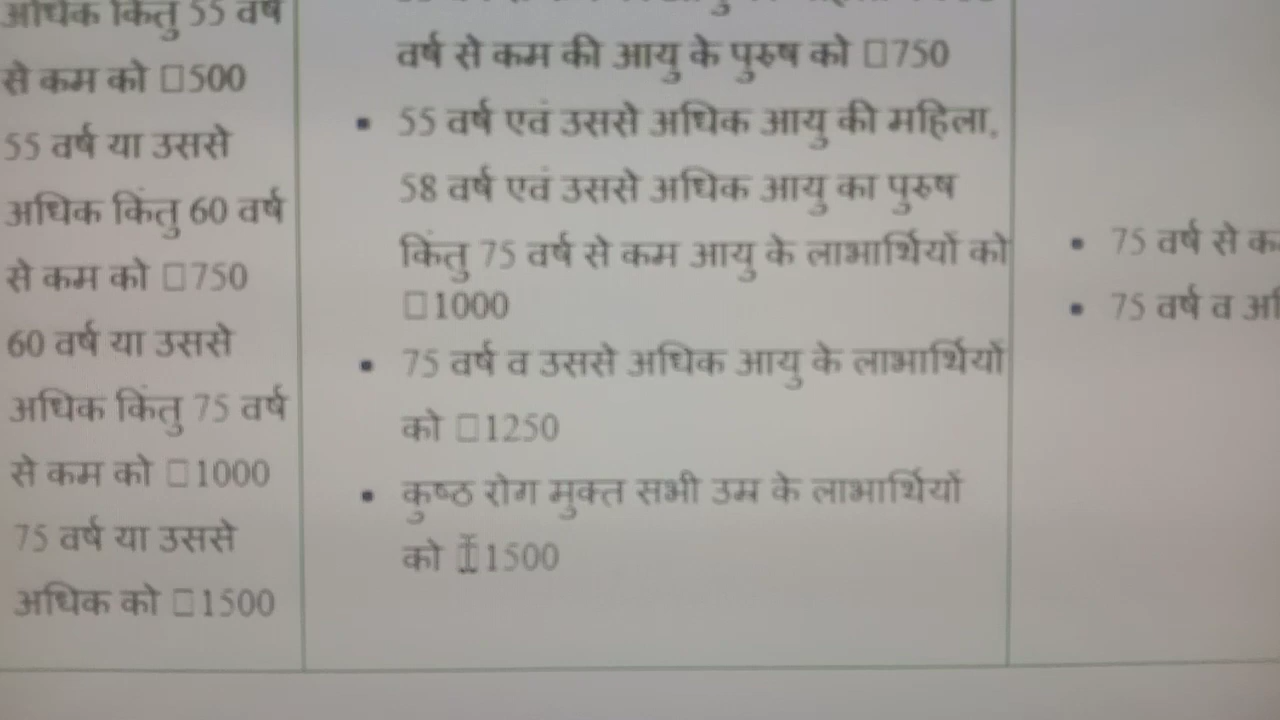 अधिक किंतु 55 वर्ष
से कम को □500
55 वर्ष या उससे
अधिक किंतु 60 वर्ष
से कम को □750
60 वर्ष या उससे
अधिक किंतु 75 वर्ष
से कम को □1000
75 वर्ष या उससे
अधिक को □1500
वर्ष से कम की आयु के पुरुष को □750
• 55 वर्ष एवं उससे अधिक आयु की महिला,
58 वर्ष एवं उससे अधिक आयु का पुरुष
किंतु 75 वर्ष से कम आयु के लाभार्थियों को
□1000
• 75 वर्ष व उससे अधिक आयु के लाभार्थियों
को □1250
• कुष्ठ रोग मुक्त सभी उम्र के लाभार्थियों
को □1500
• 75 वर्ष से
• 75 वर्ष व